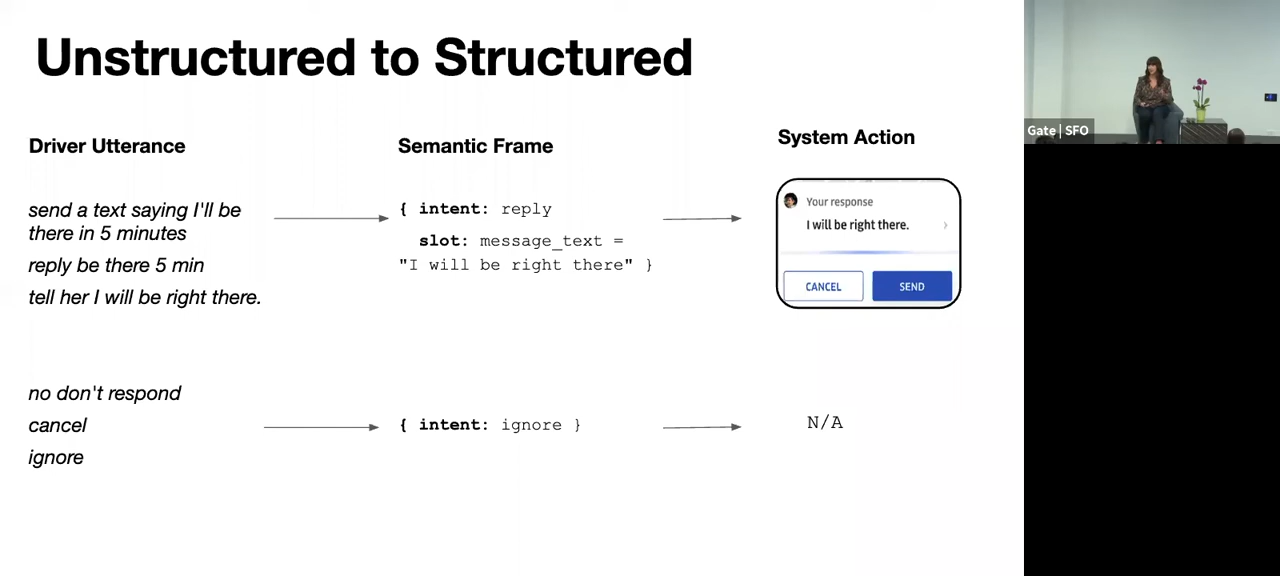 Unstructured to Structured
Driver Utterance
Semantic Frame
System Action
send a text saying I'll be
there in 5 minutes
reply be there 5 min
tell her I will be right there.
{ intent: reply
slot: message_text =
"I will be right there" }
Your response
I will be right there.
CANCEL
SEND
no don't respond
cancel
ignore
{ intent: ignore }
N/A
Gate | SFO